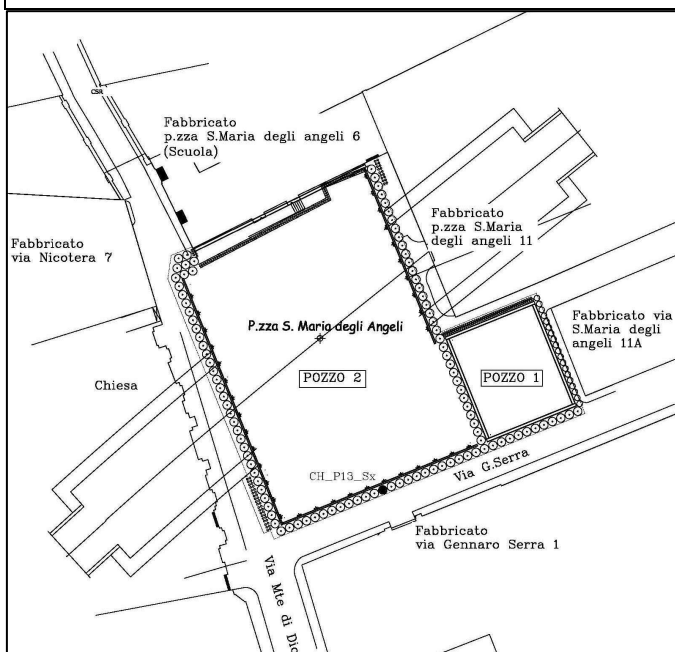 CSR
Fabbricato
p.zza S.Maria degli angeli 6
(Scuola)
Fabbricato
via Nicotera 7
Fabbricato
p.zza S.Maria
degli angeli 11
P.zza S. Maria degli Angeli
Fabbricato via
S.Maria degli
angeli 11A
POZZO 2
POZZO 1
Chiesa
CH_P13_Sx
Via G.Serra
Fabbricato
via Gennaro Serra 1
Via Mte di Dic